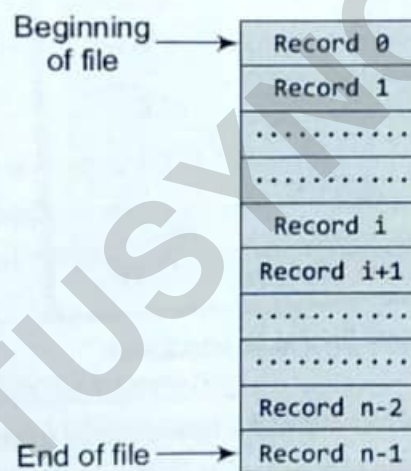 Beginning
of file
Record 0
Record 1
...........
...........
Record i
Record i+1
...........
...........
Record n-2
End of file
Record n-1